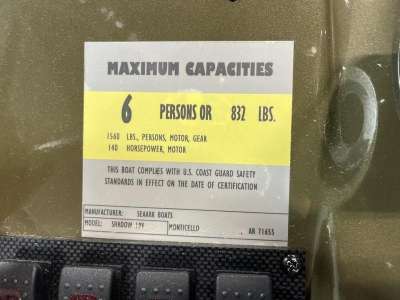 MAXIMUM CAPACITIES
6 PERSONS OR 832 LBS.
1560 LBS., PERSONS, MOTOR, GEAR
140 HORSEPOWER, MOTOR
THIS BOAT COMPLIES WITH U.S. COAST GUARD SAFETY
STANDARDS IN EFFECT ON THE DATE OF CERTIFICATION
MANUFACTURER: SEAARK BOATS
MODEL: SHADOW MONTICELLO AR 71655